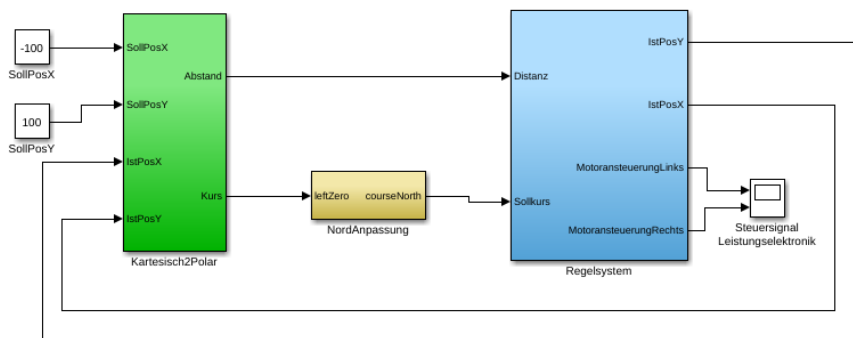 -100
SollPosX
100
SollPosY
SollPosX
SollPosY
IstPosX
IstPosY
Abstand
Kurs
Kartesisch2Polar
leftZero
courseNorth
NordAnpassung
Distanz
Sollkurs
IstPosY
IstPosX
MotoransteuerungLinks
MotoransteuerungRechts
Regelsystem
Steuersignal
Leistungselektronik